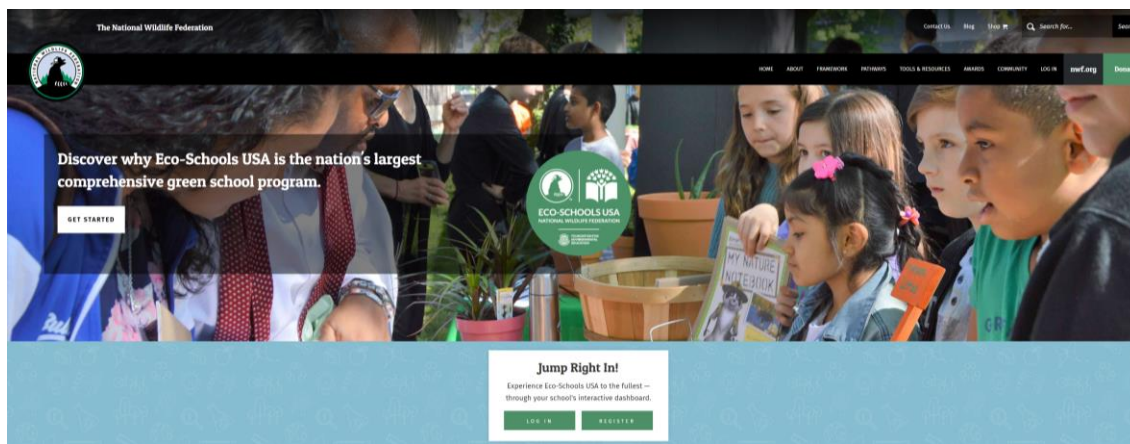 The National Wildlife Federation
Contact Us Blog Shop Search for...
NATIONAL WILDLIFE FEDERATION
HOME ABOUT FRAMEWORK PATHWAYS TOOLS & RESOURCES AWARDS COMMUNITY LOG IN nwf.org
Discover why Eco-Schools USA is the nation's largest
comprehensive green school program.
GET STARTED
ECO-SCHOOLS USA
NATIONAL WILDLIFE FEDERATION
MY NATURE
NOTEBOOK
Jump Right In!
Experience Eco-Schools USA to the fullest —
through your school's interactive dashboard.
LOG IN REGISTER